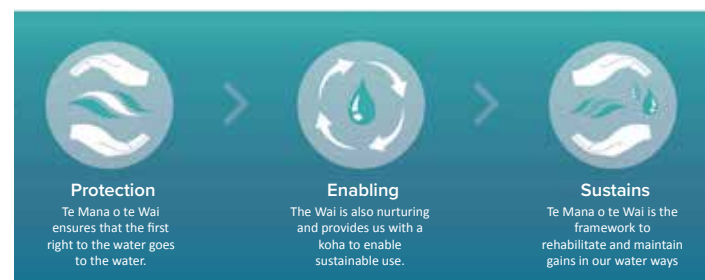 Protection
Te Mana o te Wai
ensures that the first
right to the water goes
to the water.
Enabling
The Wai is also nurturing
and provides us with a
koha to enable
sustainable use.
Sustains
Te Mana o te Wai is the
framework to
rehabilitate and maintain
gains in our water ways